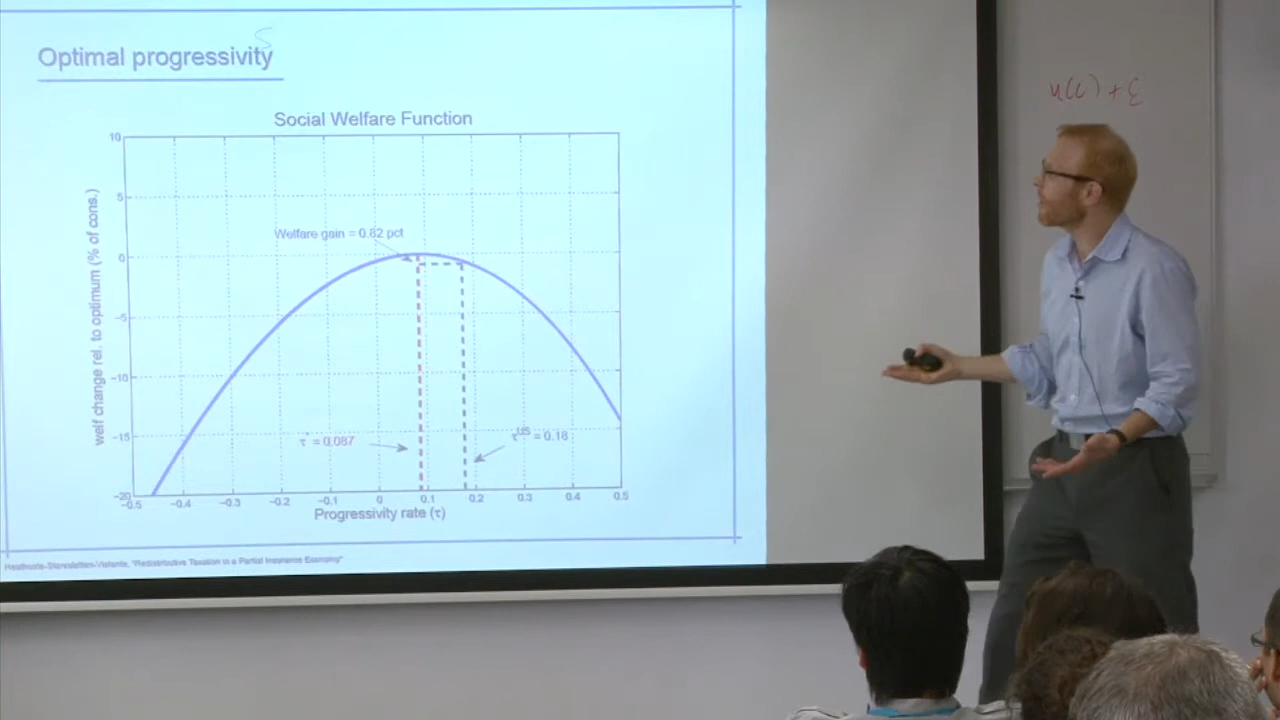 Optimal progressivity
Social Welfare Function
welf change rel. to optimum (% of cons.)
10
5
0
−5
−10
−15
−20
Welfare gain = 0.82 pct
τ* = 0.087
τUS = 0.18
−0.5 −0.4 −0.3 −0.2 −0.1 0 0.1 0.2 0.3 0.4 0.5
Progressivity rate (τ)
Heathcote-Storesletten-Violante, "Redistributive Taxation in a Partial Insurance Economy"
u(c) + ε